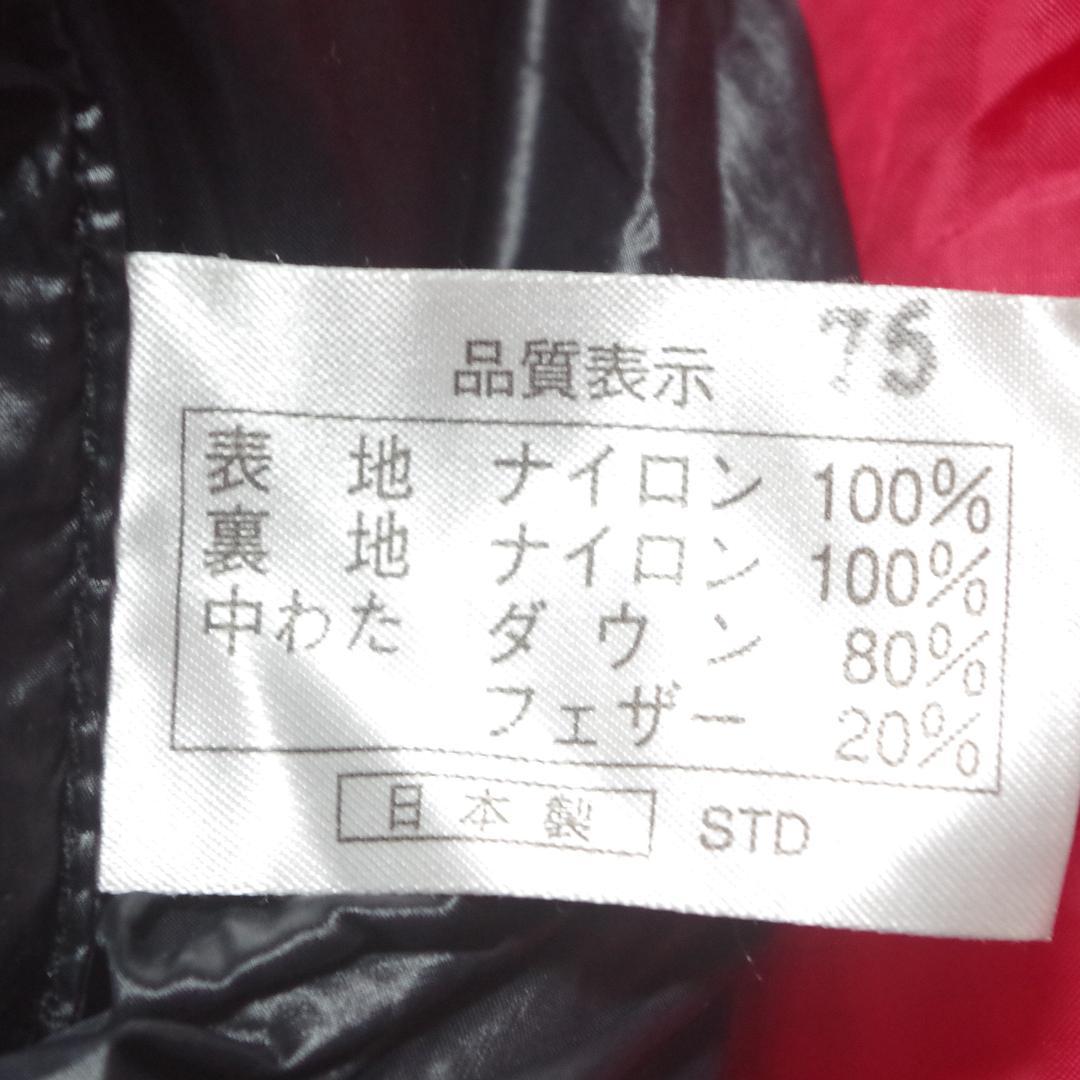 品質表示 75
表 地 ナイロン 100%
裏 地 ナイロン 100%
中わた ダウン 80%
フェザー 20%
日本製 STD